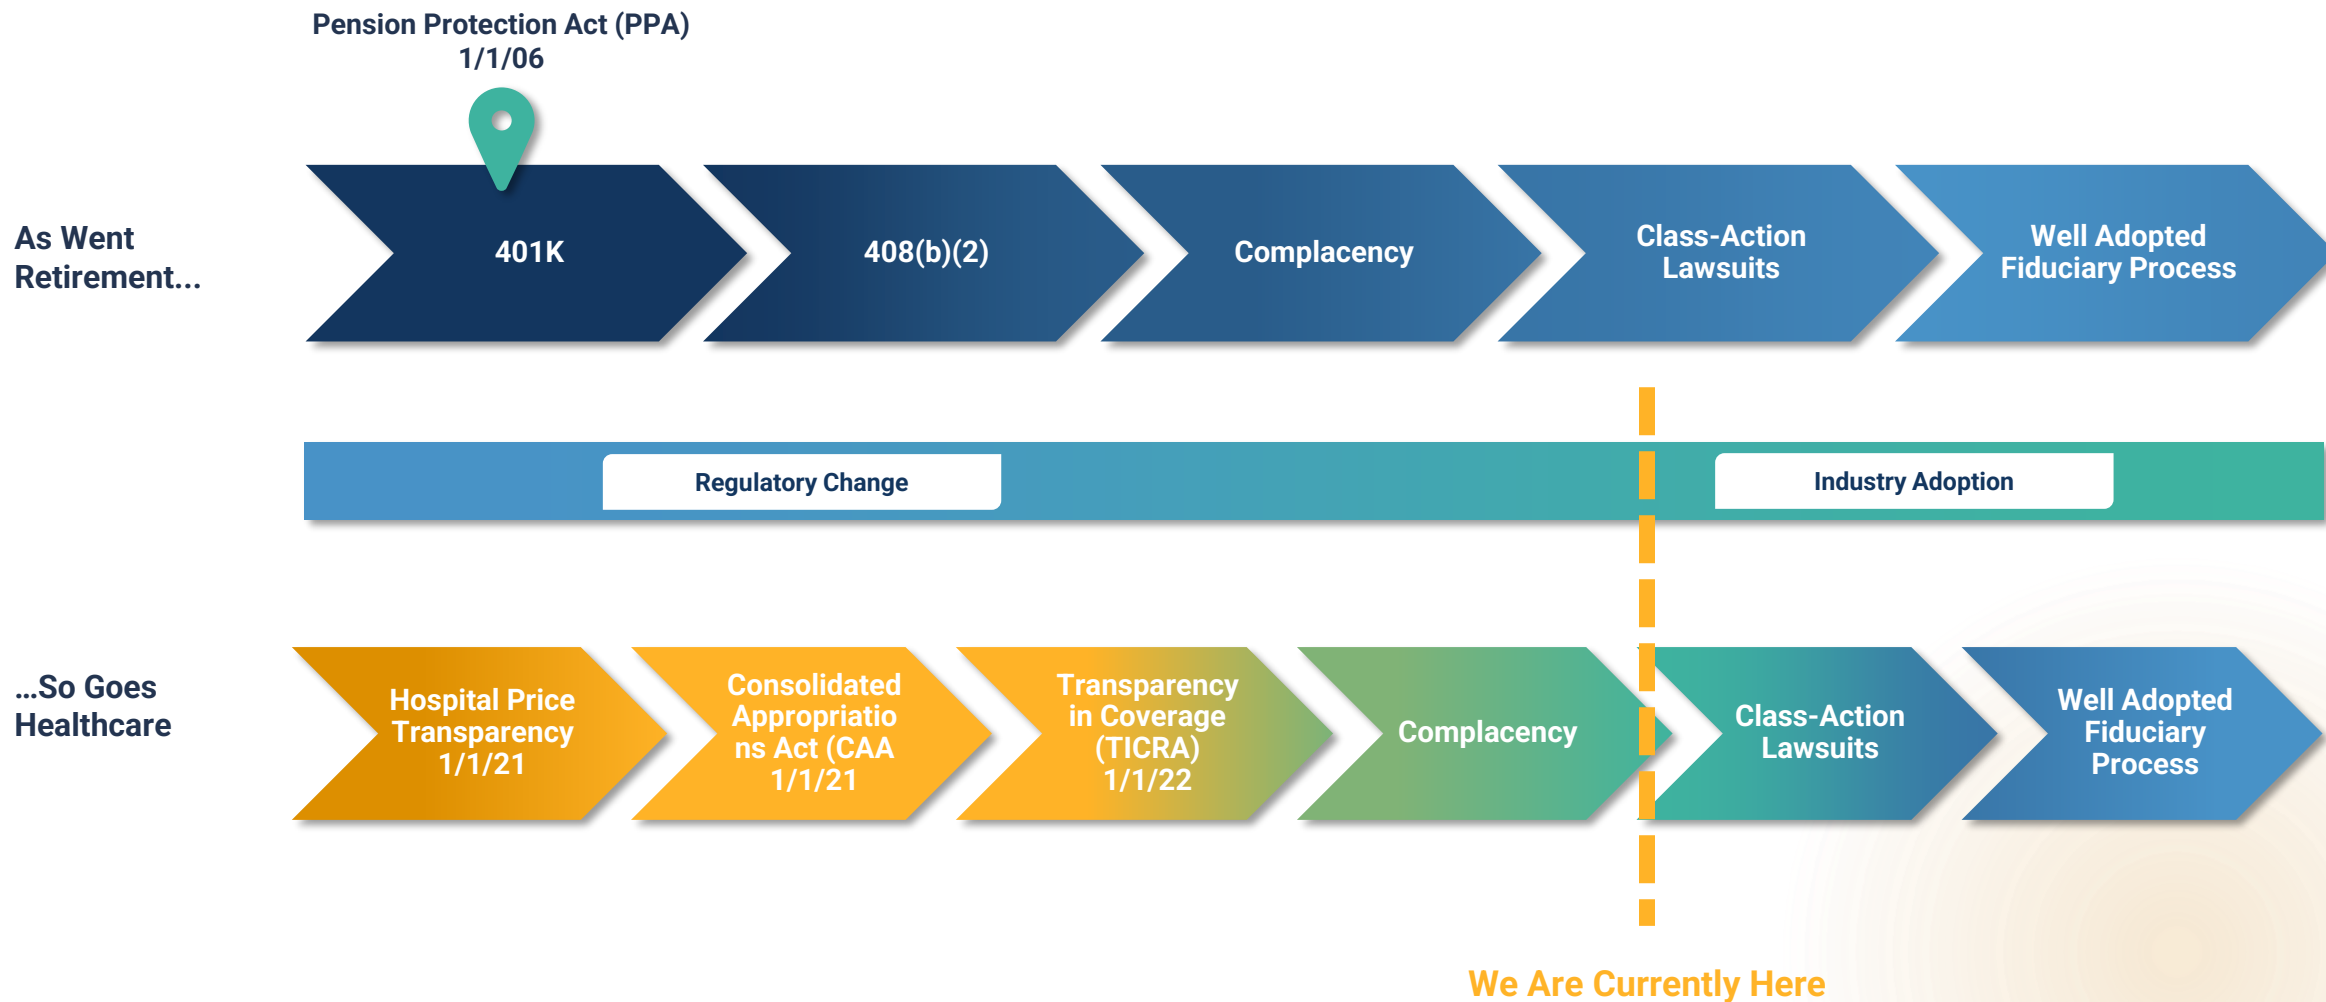 Pension Protection Act (PPA)
1/1/06
As Went
Retirement...
401K
408(b)(2)
Complacency
Class-Action
Lawsuits
Well Adopted
Fiduciary Process
Regulatory Change
Industry Adoption
...So Goes
Healthcare
Hospital Price
Transparency
1/1/21
Consolidated
Appropriatio
ns Act (CAA
1/1/21
Transparency
in Coverage
(TICRA)
1/1/22
Complacency
Class-Action
Lawsuits
Well Adopted
Fiduciary
Process
We Are Currently Here